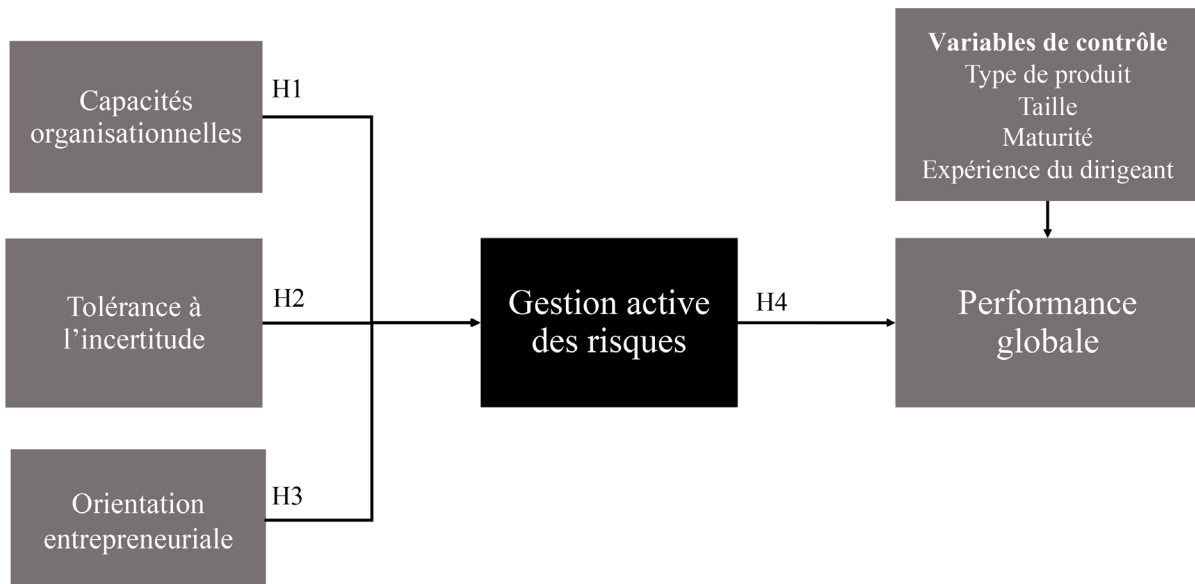 Capacités
organisationnelles
H1
Tolérance à
l’incertitude
H2
Orientation
entrepreneuriale
H3
Gestion active
des risques
H4
Variables de contrôle
Type de produit
Taille
Maturité
Expérience du dirigeant
Performance
globale